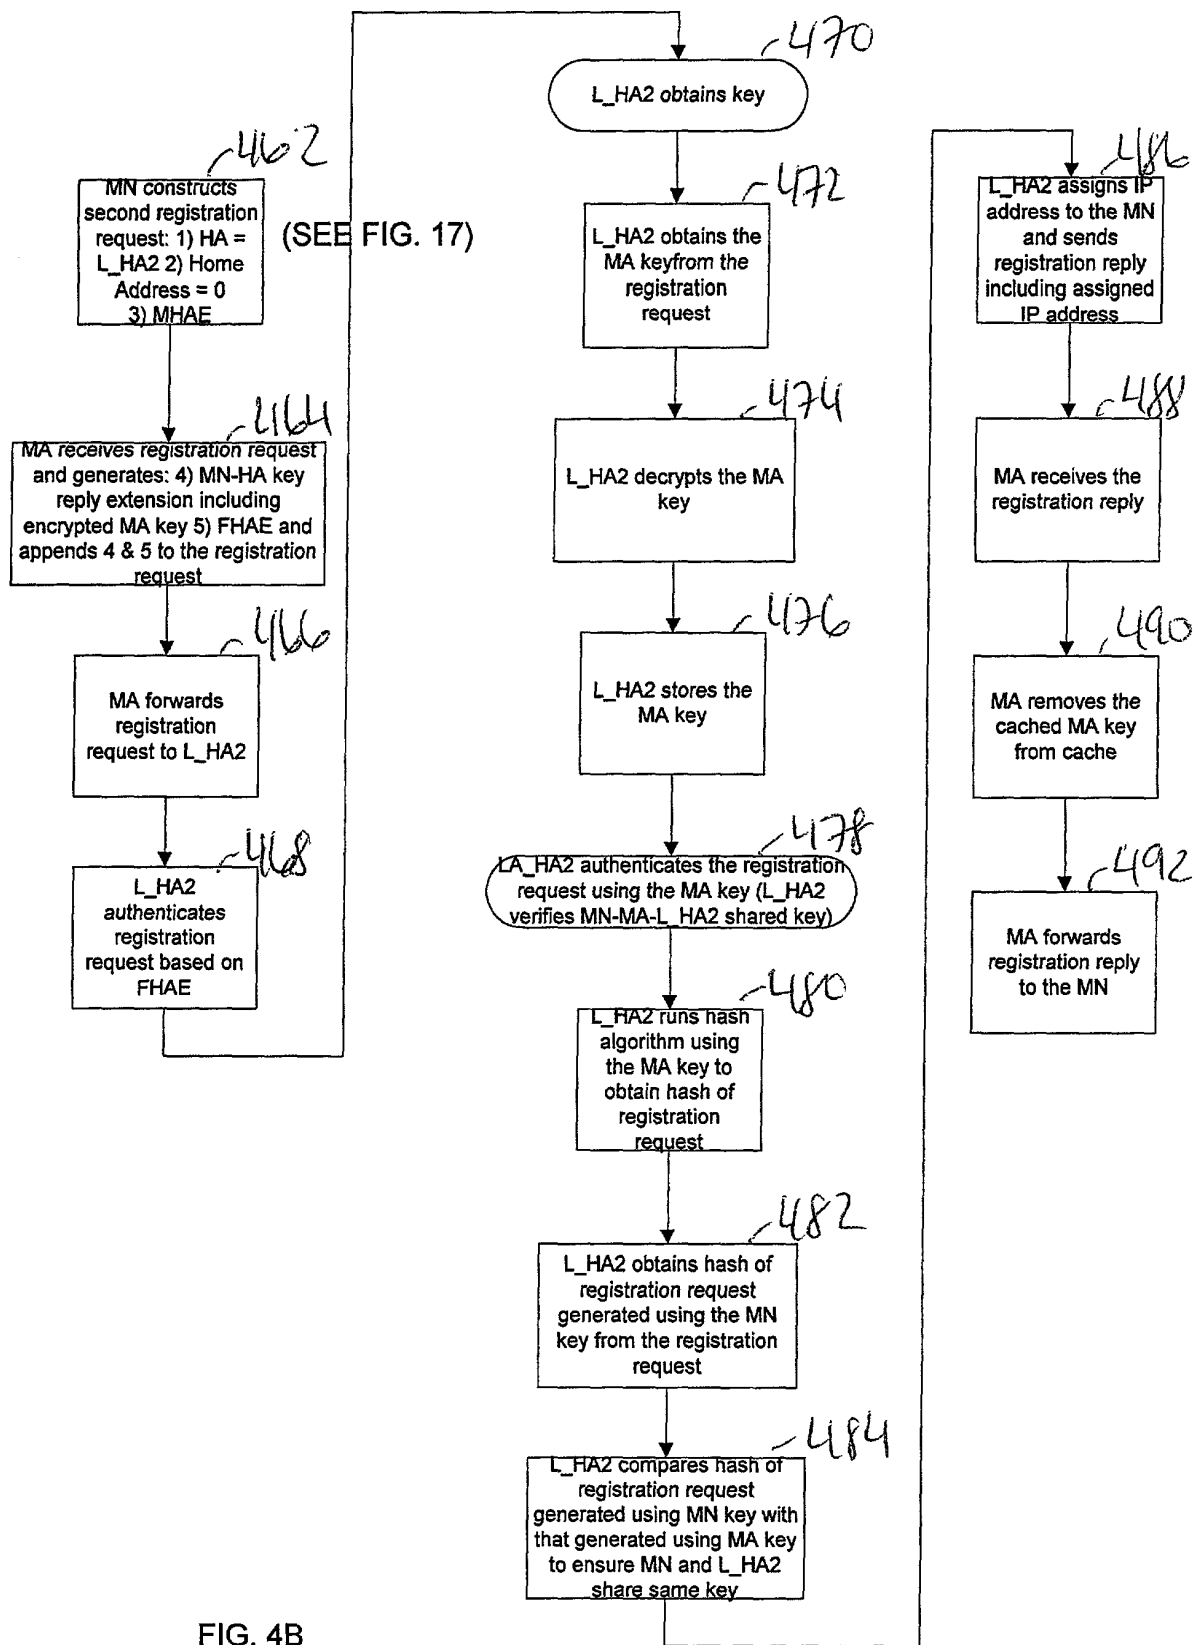 462
MN constructs
second registration
request: 1) HA =
L_HA2 2) Home
Address = 0
3) MHAE
(SEE FIG. 17)
464
MA receives registration request
and generates: 4) MN-HA key
reply extension including
encrypted MA key 5) FHAE and
appends 4 & 5 to the registration
request
466
MA forwards
registration
request to L_HA2
468
L_HA2
authenticates
registration
request based on
FHAE
470
L_HA2 obtains key
472
L_HA2 obtains the
MA keyfrom the
registration
request
474
L_HA2 decrypts the MA
key
476
L_HA2 stores the
MA key
478
LA_HA2 authenticates the registration
request using the MA key (L_HA2
verifies MN-MA-L_HA2 shared key)
480
L_HA2 runs hash
algorithm using
the MA key to
obtain hash of
registration
request
482
L_HA2 obtains hash of
registration request
generated using the MN
key from the registration
request
484
L_HA2 compares hash of
registration request
generated using MN key with
that generated using MA key
to ensure MN and L_HA2
share same key
486
L_HA2 assigns IP
address to the MN
and sends
registration reply
including assigned
IP address
488
MA receives the
registration reply
490
MA removes the
cached MA key
from cache
492
MA forwards
registration reply
to the MN
FIG. 4B